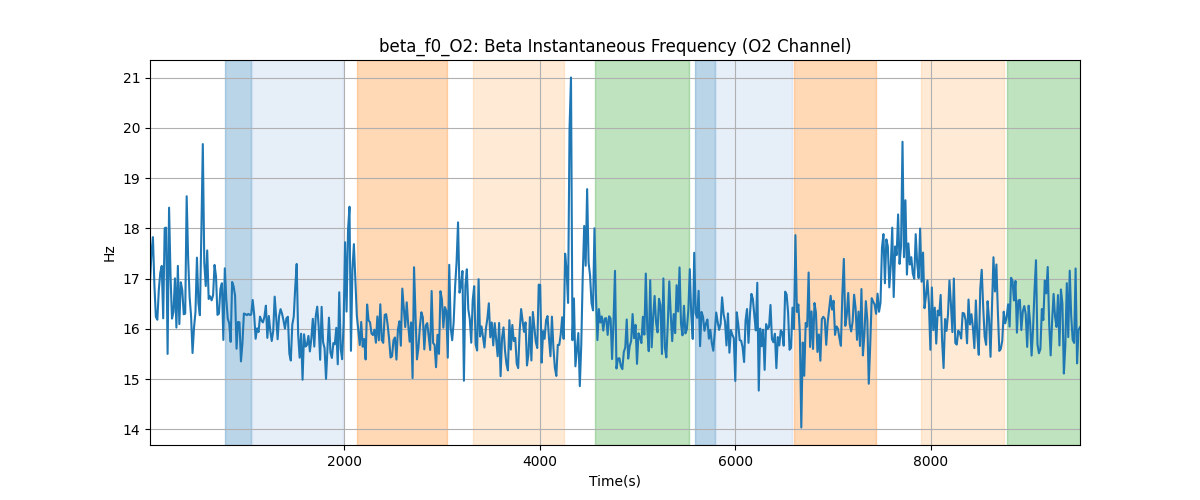 beta_f0_O2: Beta Instantaneous Frequency (O2 Channel)
21
20
19
18
17
16
15
14
Hz
2000 4000 6000 8000
Time(s)